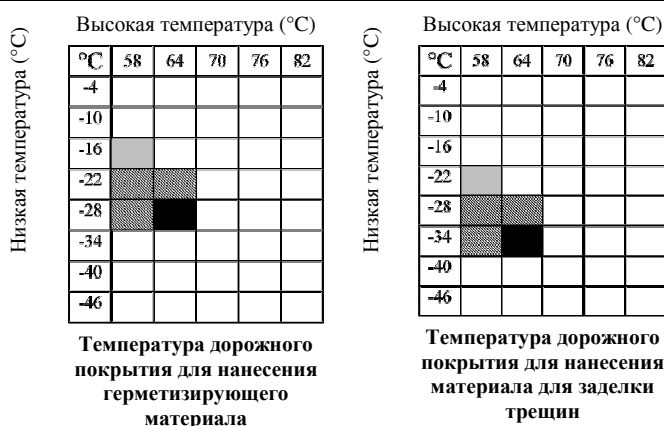 Высокая температура (°C)
Низкая температура (°C)
°C 58 64 70 76 82
-4
-10
-16
-22
-28
-34
-40
-46
Температура дорожного
покрытия для нанесения
герметизирующего
материала
Высокая температура (°C)
Низкая температура (°C)
°C 58 64 70 76 82
-4
-10
-16
-22
-28
-34
-40
-46
Температура дорожного
покрытия для нанесения
материала для заделки
трещин